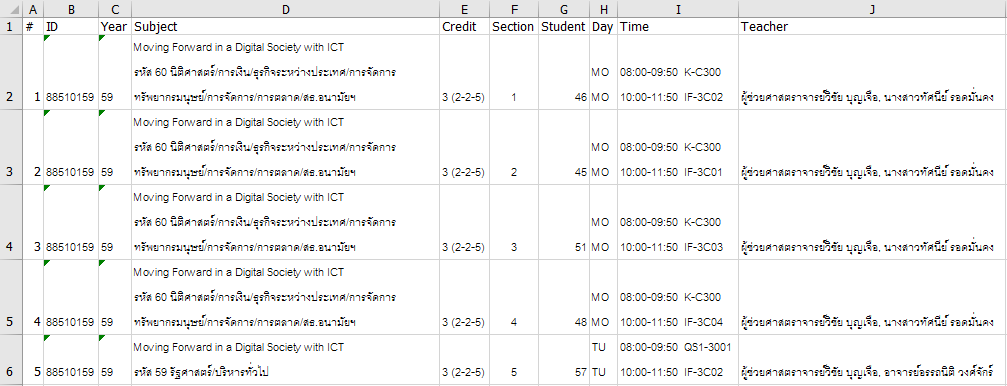 A B C D E F G H I J
1 # ID Year Subject Credit Section Student Day Time Teacher
Moving Forward in a Digital Society with ICT
รหัส 60 นิติศาสตร์/การเงิน/ธุรกิจระหว่างประเทศ/การจัดการ MO 08:00-09:50 K-C300
2 1 88510159 59 ทรัพยากรมนุษย์/การจัดการ/การตลาด/สธ.อนามัยฯ 3 (2-2-5) 1 46 MO 10:00-11:50 IF-3C02 ผู้ช่วยศาสตราจารย์วิชัย บุญเจือ, นางสาวทัศนีย์ รอดมั่นคง
Moving Forward in a Digital Society with ICT
รหัส 60 นิติศาสตร์/การเงิน/ธุรกิจระหว่างประเทศ/การจัดการ MO 08:00-09:50 K-C300
3 2 88510159 59 ทรัพยากรมนุษย์/การจัดการ/การตลาด/สธ.อนามัยฯ 3 (2-2-5) 2 45 MO 10:00-11:50 IF-3C01 ผู้ช่วยศาสตราจารย์วิชัย บุญเจือ, นางสาวทัศนีย์ รอดมั่นคง
Moving Forward in a Digital Society with ICT
รหัส 60 นิติศาสตร์/การเงิน/ธุรกิจระหว่างประเทศ/การจัดการ MO 08:00-09:50 K-C300
4 3 88510159 59 ทรัพยากรมนุษย์/การจัดการ/การตลาด/สธ.อนามัยฯ 3 (2-2-5) 3 51 MO 10:00-11:50 IF-3C03 ผู้ช่วยศาสตราจารย์วิชัย บุญเจือ, นางสาวทัศนีย์ รอดมั่นคง
Moving Forward in a Digital Society with ICT
รหัส 60 นิติศาสตร์/การเงิน/ธุรกิจระหว่างประเทศ/การจัดการ MO 08:00-09:50 K-C300
5 4 88510159 59 ทรัพยากรมนุษย์/การจัดการ/การตลาด/สธ.อนามัยฯ 3 (2-2-5) 4 48 MO 10:00-11:50 IF-3C04 ผู้ช่วยศาสตราจารย์วิชัย บุญเจือ, นางสาวทัศนีย์ รอดมั่นคง
Moving Forward in a Digital Society with ICT TU 08:00-09:50 QS1-3001
6 5 88510159 59 รหัส 59 รัฐศาสตร์/บริหารทั่วไป 3 (2-2-5) 5 57 TU 10:00-11:50 IF-3C02 ผู้ช่วยศาสตราจารย์วิชัย บุญเจือ, อาจารย์อรรถนิติ วงศ์จักร์